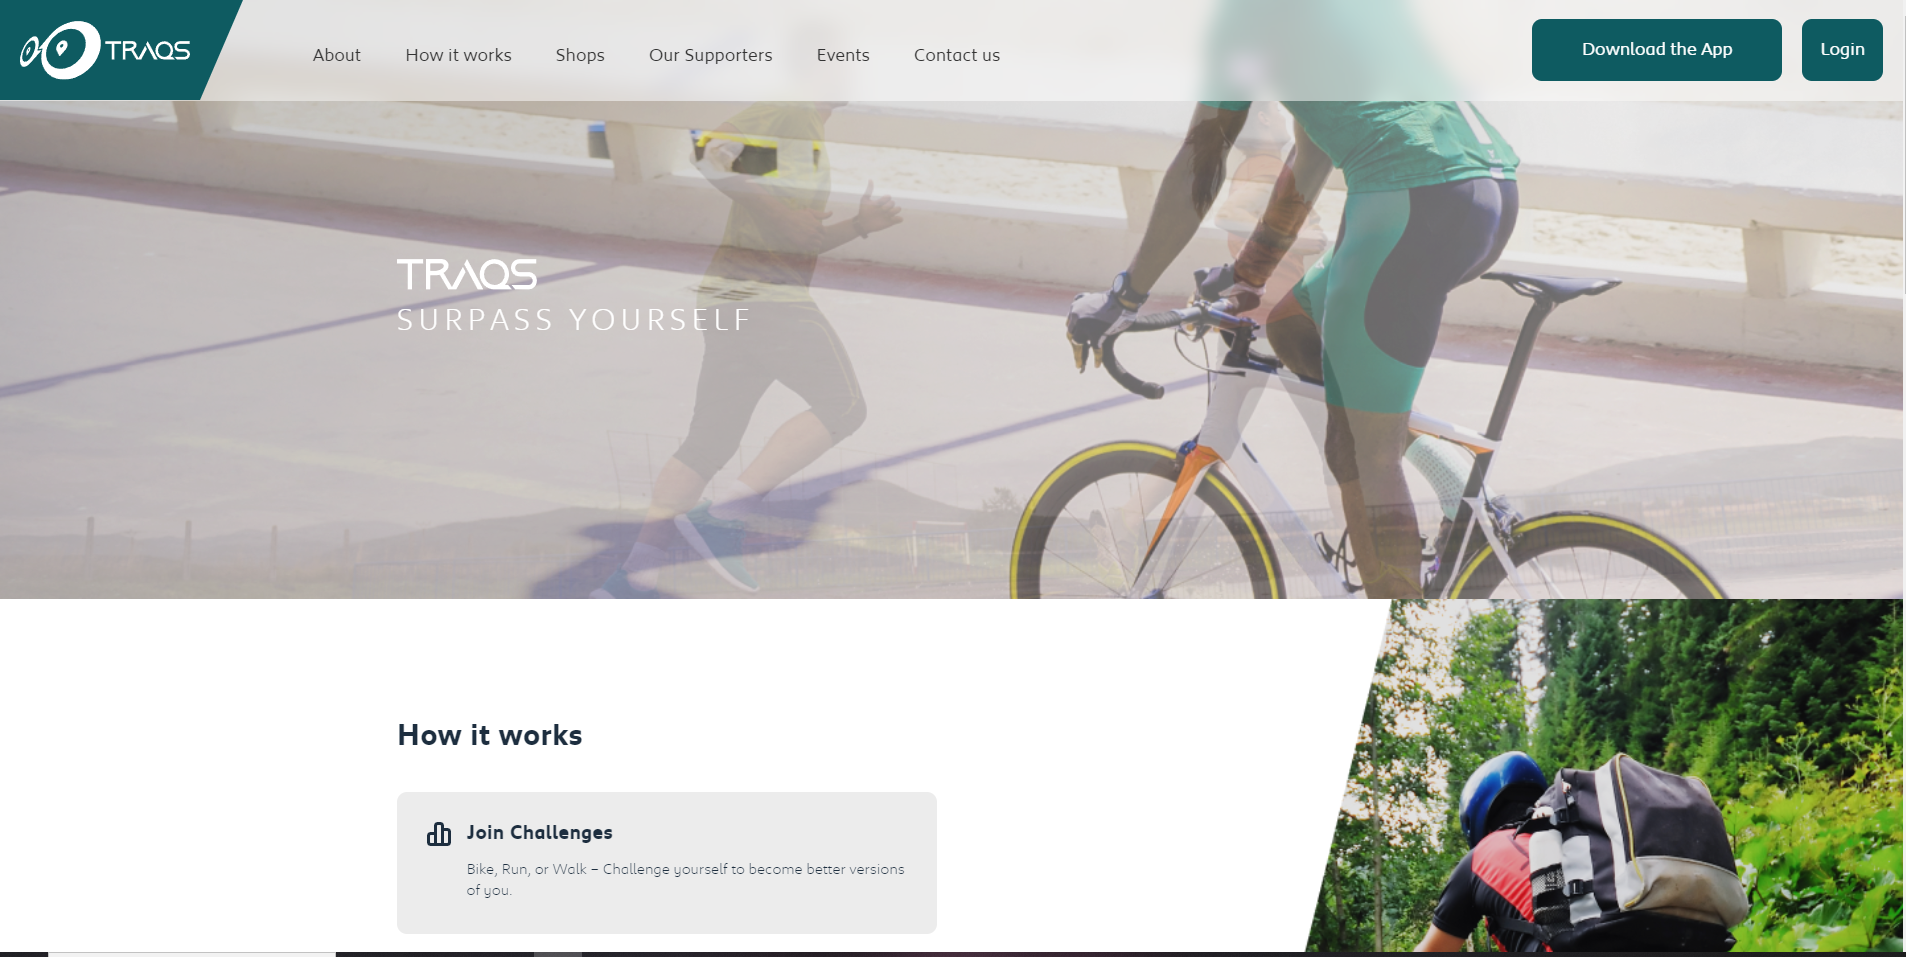 TRAQS
About How it works Shops Our Supporters Events Contact us
Download the App Login
TRAQS
SURPASS YOURSELF
How it works
Join Challenges
Bike, Run, or Walk – Challenge yourself to become better versions
of you.